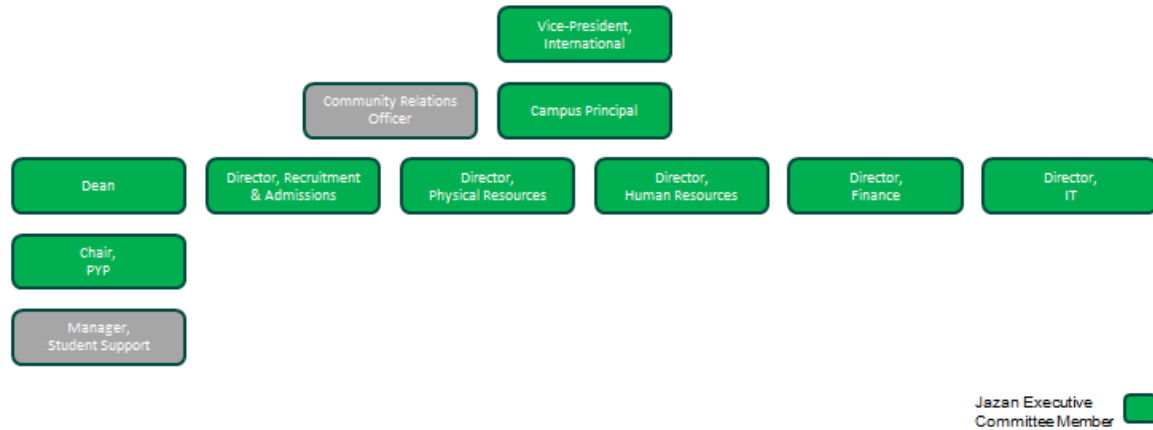 Vice-President,
International
Community Relations
Officer
Campus Principal
Dean
Director, Recruitment
& Admissions
Director,
Physical Resources
Director,
Human Resources
Director,
Finance
Director,
IT
Chair,
PYP
Manager,
Student Support
Jazan Executive
Committee Member